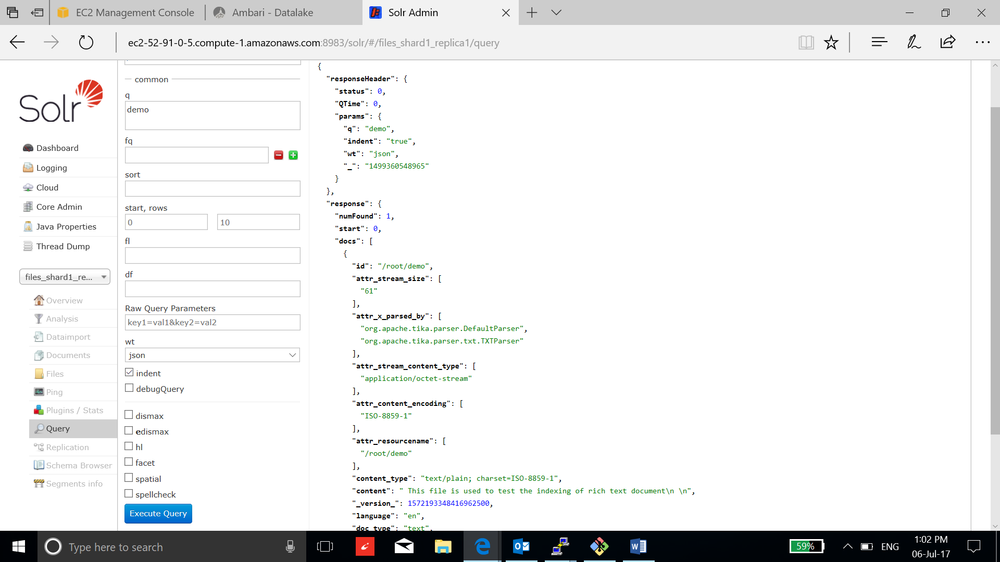 EC2 Management Console
Ambari - Datalake
Solr Admin
ec2-52-91-0-5.compute-1.amazonaws.com:8983/solr/#/files_shard1_replica1/query
Solr
Dashboard
Logging
Cloud
Core Admin
Java Properties
Thread Dump
files_shard1_re...
Overview
Analysis
Dataimport
Documents
Files
Ping
Plugins / Stats
Query
Replication
Schema Browser
Segments info
common
q
demo
fq
sort
start, rows
0
10
fl
df
Raw Query Parameters
key1=val1&key2=val2
wt
json
indent
debugQuery
dismax
edismax
hl
facet
spatial
spellcheck
Execute Query
{
"responseHeader": {
"status": 0,
"QTime": 0,
"params": {
"q": "demo",
"indent": "true",
"wt": "json",
"_": "1499360548965"
}
},
"response": {
"numFound": 1,
"start": 0,
"docs": [
{
"id": "/root/demo",
"attr_stream_size": [
"61"
],
"attr_x_parsed_by": [
"org.apache.tika.parser.DefaultParser",
"org.apache.tika.parser.txt.TXTParser"
],
"attr_stream_content_type": [
"application/octet-stream"
],
"attr_content_encoding": [
"ISO-8859-1"
],
"attr_resourcename": [
"/root/demo"
],
"content_type": "text/plain; charset=ISO-8859-1",
"content": " This file is used to test the indexing of rich text document\n \n",
"_version_": 1572193348416962500,
"language": "en",
"doc_type": "text",
Type here to search
59%
ENG
1:02 PM
06-Jul-17